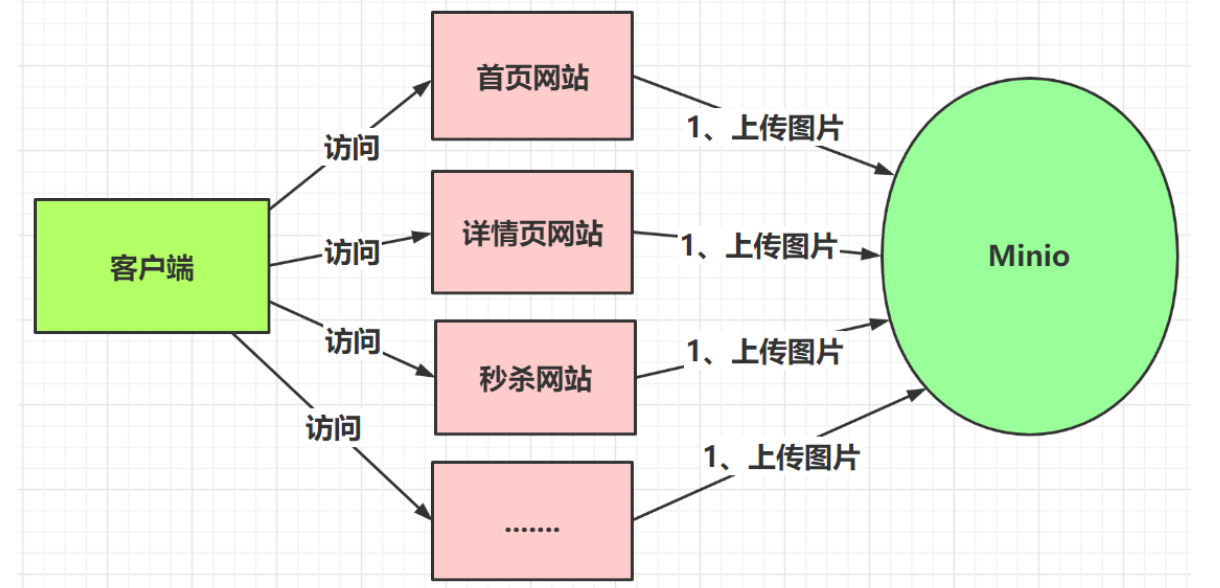 首页网站
1、上传图片
访问
详情页网站
1、上传图片
访问
客户端
Minio
访问
秒杀网站
1、上传图片
访问
1、上传图片
.......